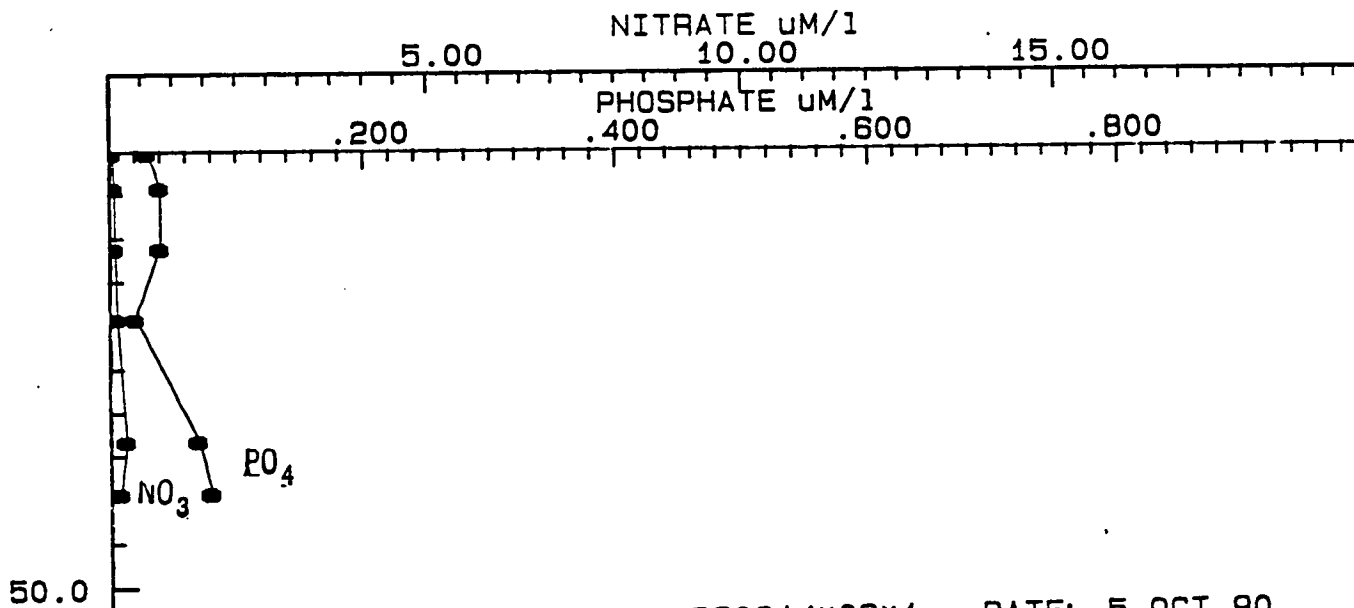 NITRATE uM/l
5.00 10.00 15.00
PHOSPHATE uM/l
.200 .400 .600 .800
PO4
NO3
50.0
DATE: 5 OCT 90